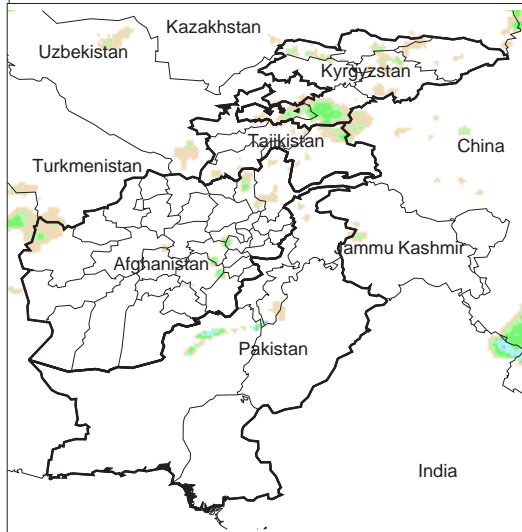 Kazakhstan
Uzbekistan
Kyrgyzstan
Tajikistan
China
Turkmenistan
Jammu Kashmir
Afghanistan
Pakistan
India